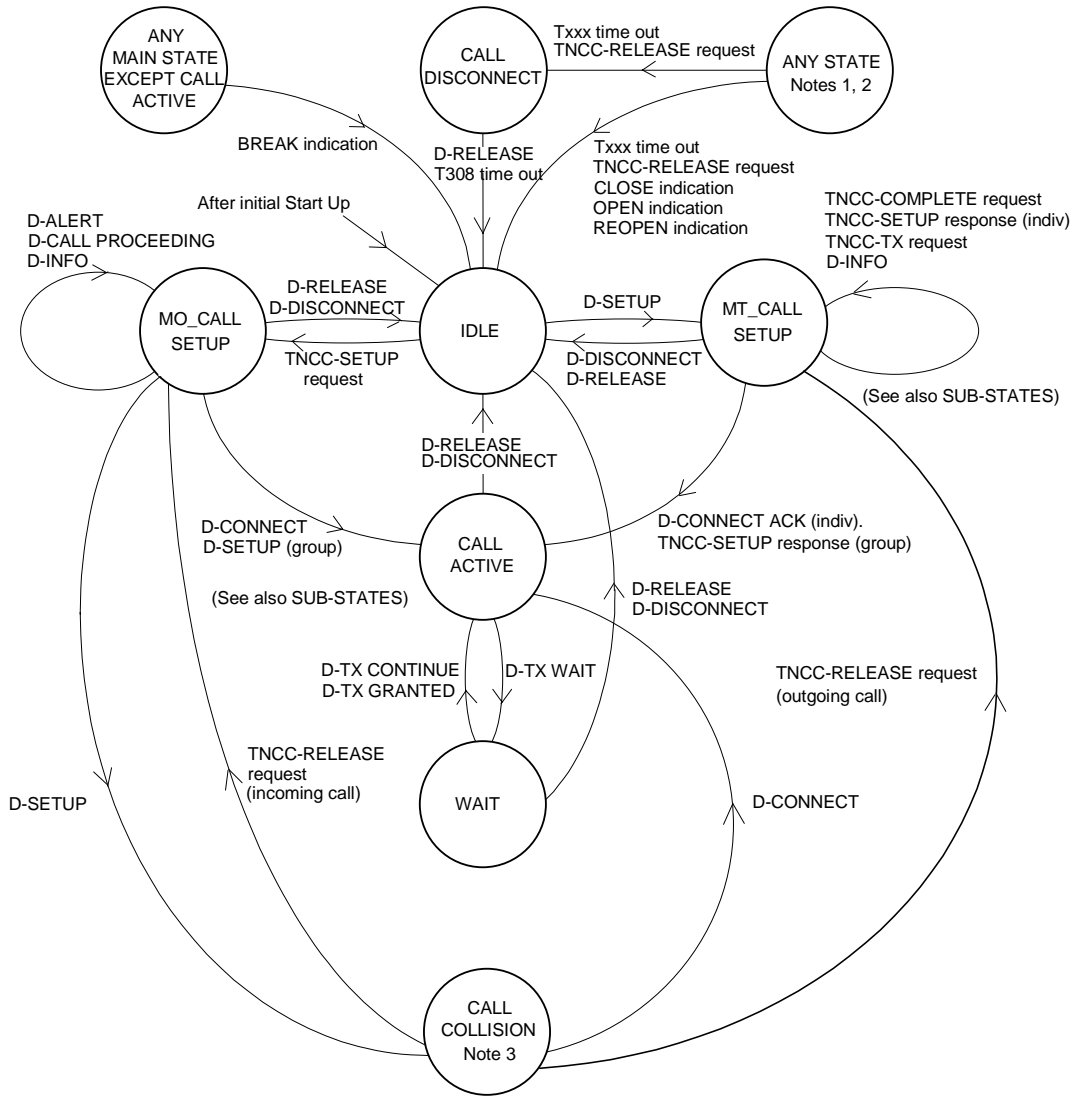 ANY
MAIN STATE
EXCEPT CALL
ACTIVE
CALL
DISCONNECT
Txxx time out
TNCC-RELEASE request
ANY STATE
Notes 1, 2
BREAK indication
D-RELEASE
T308 time out
Txxx time out
TNCC-RELEASE request
CLOSE indication
OPEN indication
REOPEN indication
After initial Start Up
D-ALERT
D-CALL PROCEEDING
D-INFO
TNCC-COMPLETE request
TNCC-SETUP response (indiv)
TNCC-TX request
D-INFO
MO_CALL
SETUP
D-RELEASE
D-DISCONNECT
TNCC-SETUP
request
IDLE
D-SETUP
D-DISCONNECT
D-RELEASE
MT_CALL
SETUP
(See also SUB-STATES)
D-RELEASE
D-DISCONNECT
D-CONNECT
D-SETUP (group)
CALL
ACTIVE
D-CONNECT ACK (indiv).
TNCC-SETUP response (group)
(See also SUB-STATES)
D-RELEASE
D-DISCONNECT
D-TX CONTINUE
D-TX GRANTED
D-TX WAIT
TNCC-RELEASE request
(outgoing call)
TNCC-RELEASE
request
(incoming call)
WAIT
D-SETUP
D-CONNECT
CALL
COLLISION
Note 3